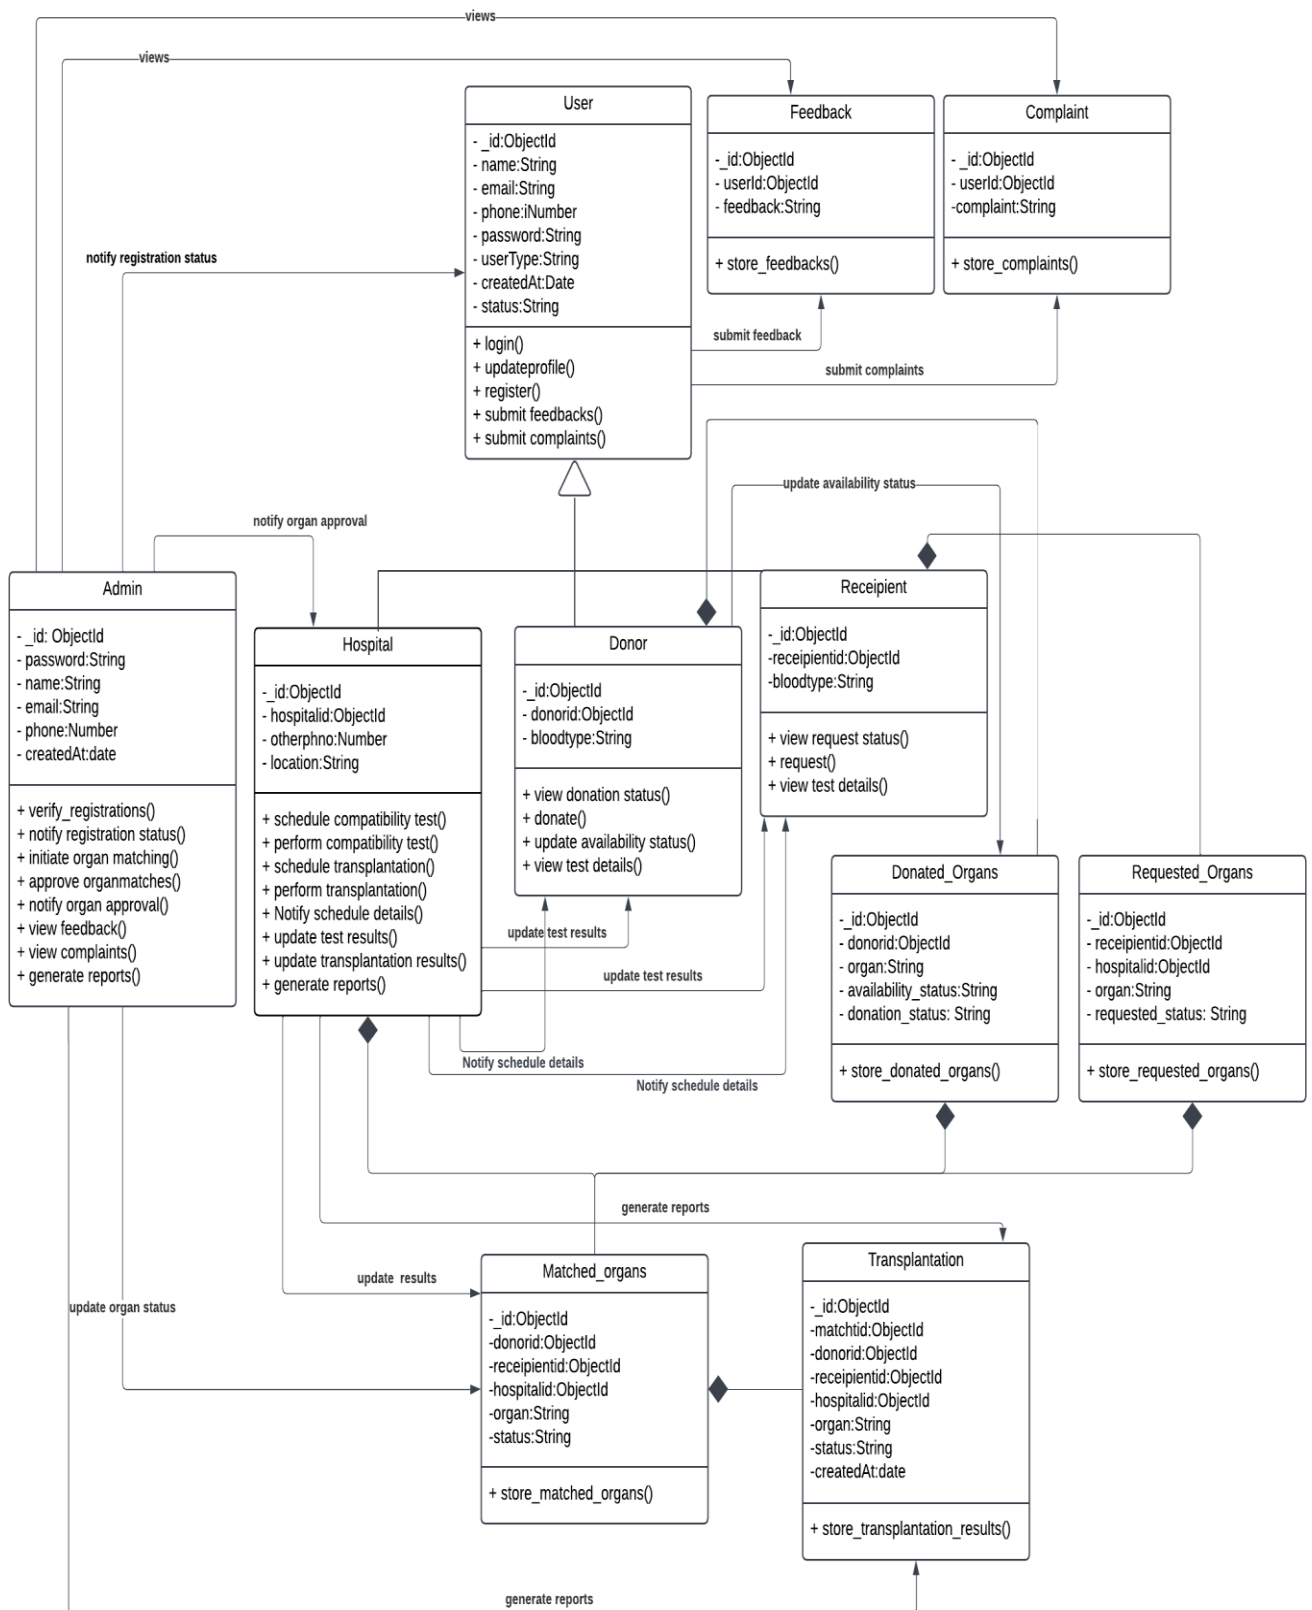 views
views
User
- _id:ObjectId
- name:String
- email:String
- phone:iNumber
- password:String
- userType:String
- createdAt:Date
- status:String
+ login()
+ updateprofile()
+ register()
+ submit feedbacks()
+ submit complaints()
Feedback
-_id:ObjectId
- userId:ObjectId
- feedback:String
+ store_feedbacks()
Complaint
- _id:ObjectId
- userId:ObjectId
-complaint:String
+ store_complaints()
notify registration status
submit feedback
submit complaints
update availability status
notify organ approval
Admin
- _id: ObjectId
- password:String
- name:String
- email:String
- phone:Number
- createdAt:date
+ verify_registrations()
+ notify registration status()
+ initiate organ matching()
+ approve organmatches()
+ notify organ approval()
+ view feedback()
+ view complaints()
+ generate reports()
Hospital
-_id:ObjectId
- hospitalid:ObjectId
- otherphno:Number
- location:String
+ schedule compatibility test()
+ perform compatibility test()
+ schedule transplantation()
+ perform transplantation()
+ Notify schedule details()
+ update test results()
+ update transplantation results()
+ generate reports()
Donor
-_id:ObjectId
- donorid:ObjectId
- bloodtype:String
+ view donation status()
+ donate()
+ update availability status()
+ view test details()
Receipient
-_id:ObjectId
-receipientid:ObjectId
-bloodtype:String
+ view request status()
+ request()
+ view test details()
update test results
update test results
Notify schedule details
Notify schedule details
Donated_Organs
-_id:ObjectId
- donorid:ObjectId
- organ:String
- availability_status:String
- donation_status: String
+ store_donated_organs()
Requested_Organs
-_id:ObjectId
- receipientid:ObjectId
- hospitalid:ObjectId
- organ:String
- requested_status: String
+ store_requested_organs()
generate reports
update  results
update organ status
Matched_organs
-_id:ObjectId
-donorid:ObjectId
-receipientid:ObjectId
-hospitalid:ObjectId
-organ:String
-status:String
+ store_matched_organs()
Transplantation
-_id:ObjectId
-matchtid:ObjectId
-donorid:ObjectId
-receipientid:ObjectId
-hospitalid:ObjectId
-organ:String
-status:String
-createdAt:date
+ store_transplantation_results()
generate reports